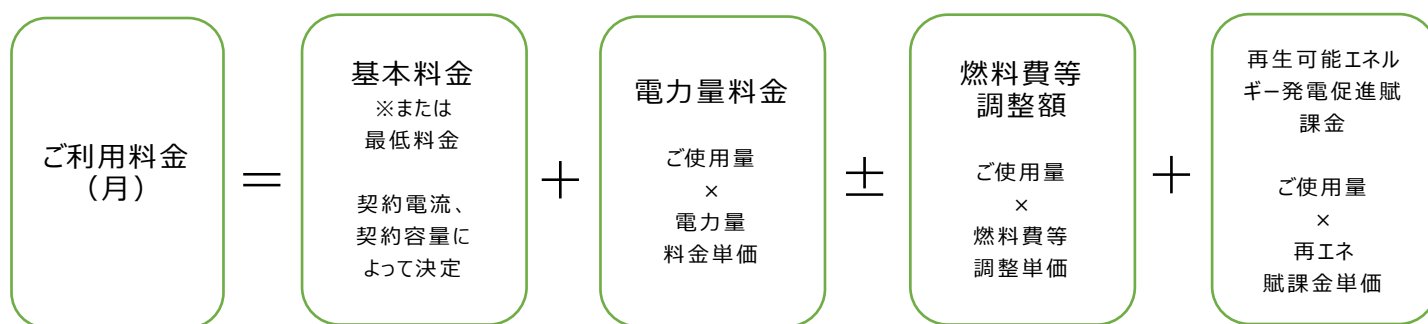 ご利用料金
（月）
＝
基本料金
※または
最低料金
契約電流、
契約容量に
よって決定
＋
電力量料金
ご使用量
×
電力量
料金単価
±
燃料費等
調整額
ご使用量
×
燃料費等
調整単価
＋
再生可能エネル
ギー発電促進賦
課金
ご使用量
×
再エネ
賦課金単価